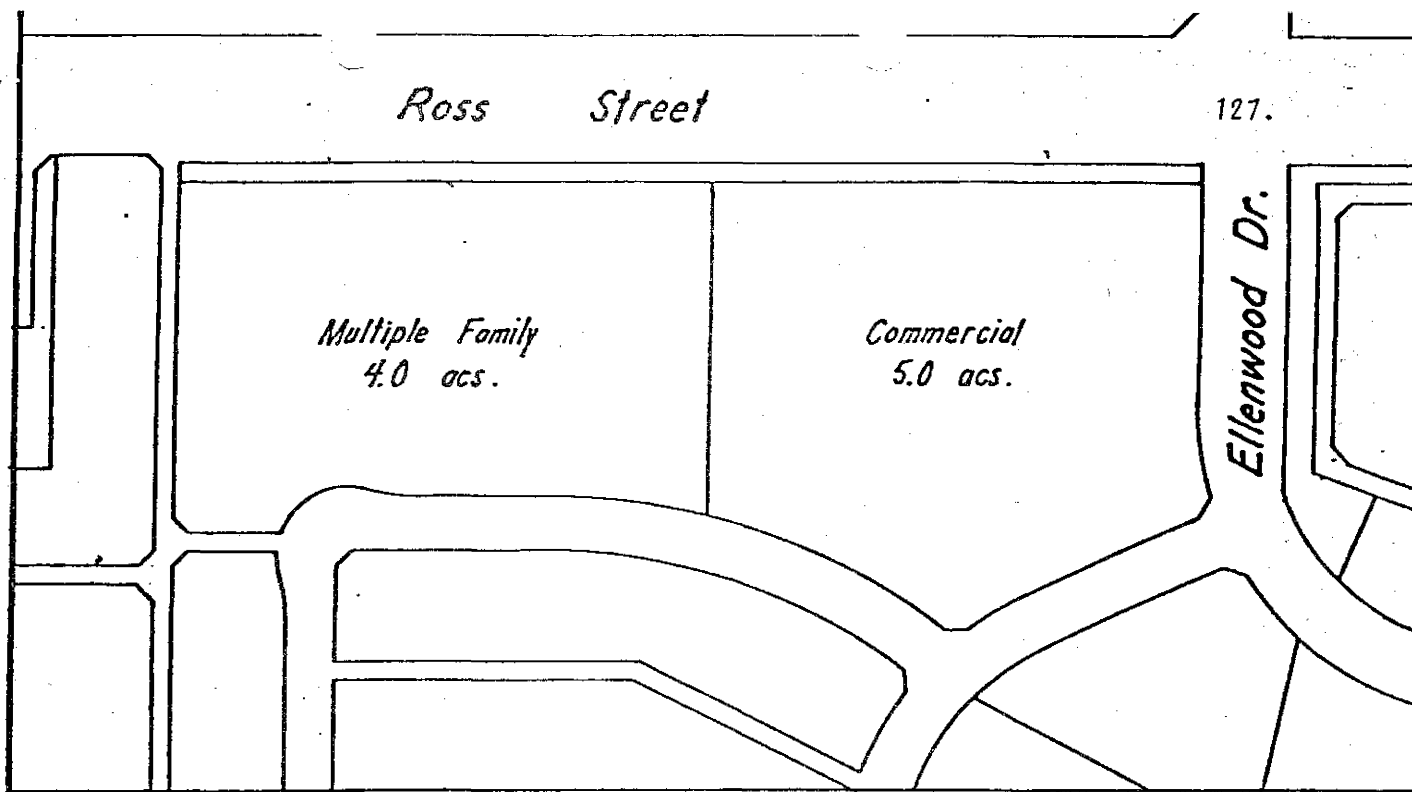 Ross Street
127.
Ellenwood Dr.
Multiple Family
4.0 acs.
Commercial
5.0 acs.